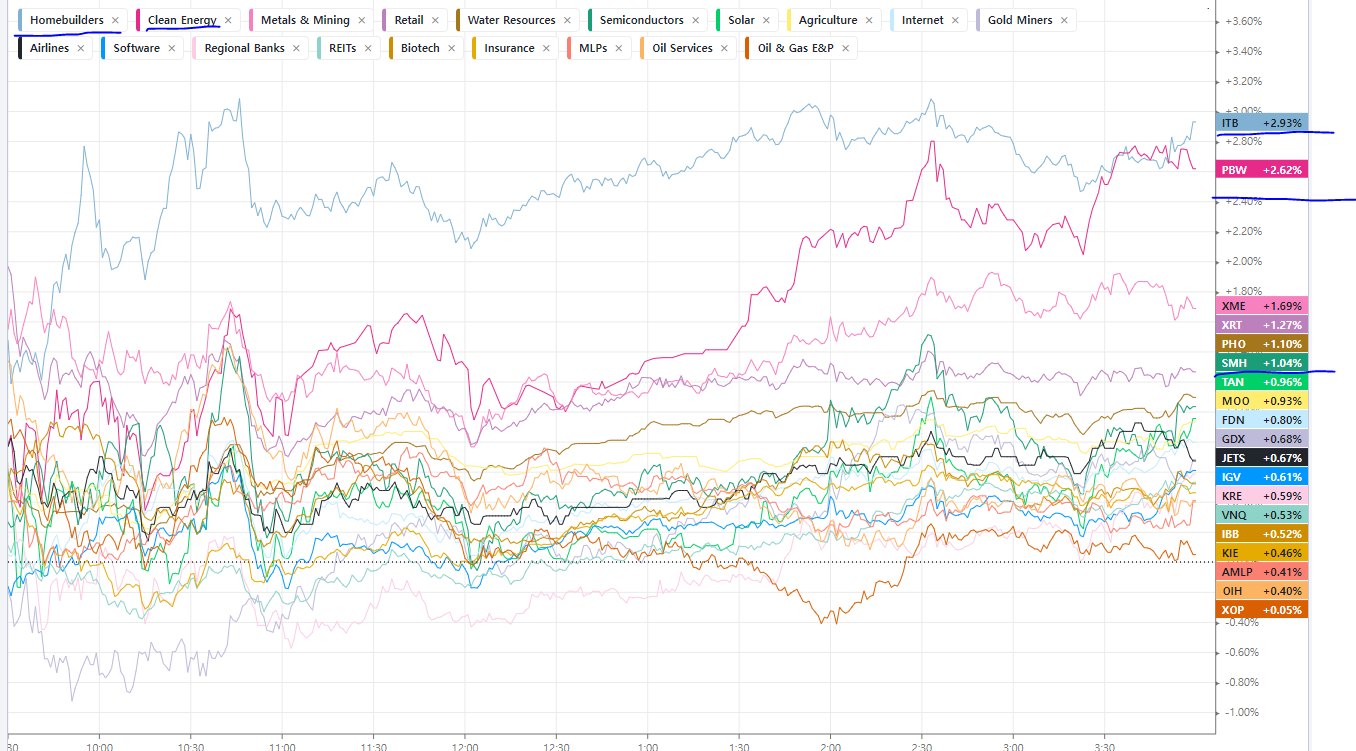 Homebuilders × Clean Energy × Metals & Mining × Retail × Water Resources × Semiconductors × Solar × Agriculture × Internet × Gold Miners ×
Airlines × Software × Regional Banks × REITs × Biotech × Insurance × MLPs × Oil Services × Oil & Gas E&P ×
+3.60%
+3.40%
+3.20%
+3.00%
ITB +2.93%
+2.80%
PBW +2.62%
+2.40%
+2.20%
+2.00%
+1.80%
XME +1.69%
XRT +1.27%
PHO +1.10%
SMH +1.04%
TAN +0.96%
MOO +0.93%
FDN +0.80%
GDX +0.68%
JETS +0.67%
IGV +0.61%
KRE +0.59%
VNQ +0.53%
IBB +0.52%
KIE +0.46%
AMLP +0.41%
OIH +0.40%
XOP +0.05%
-0.40%
-0.60%
-0.80%
-1.00%
30 10:00 10:30 11:00 11:30 12:00 12:30 1:00 1:30 2:00 2:30 3:00 3:30